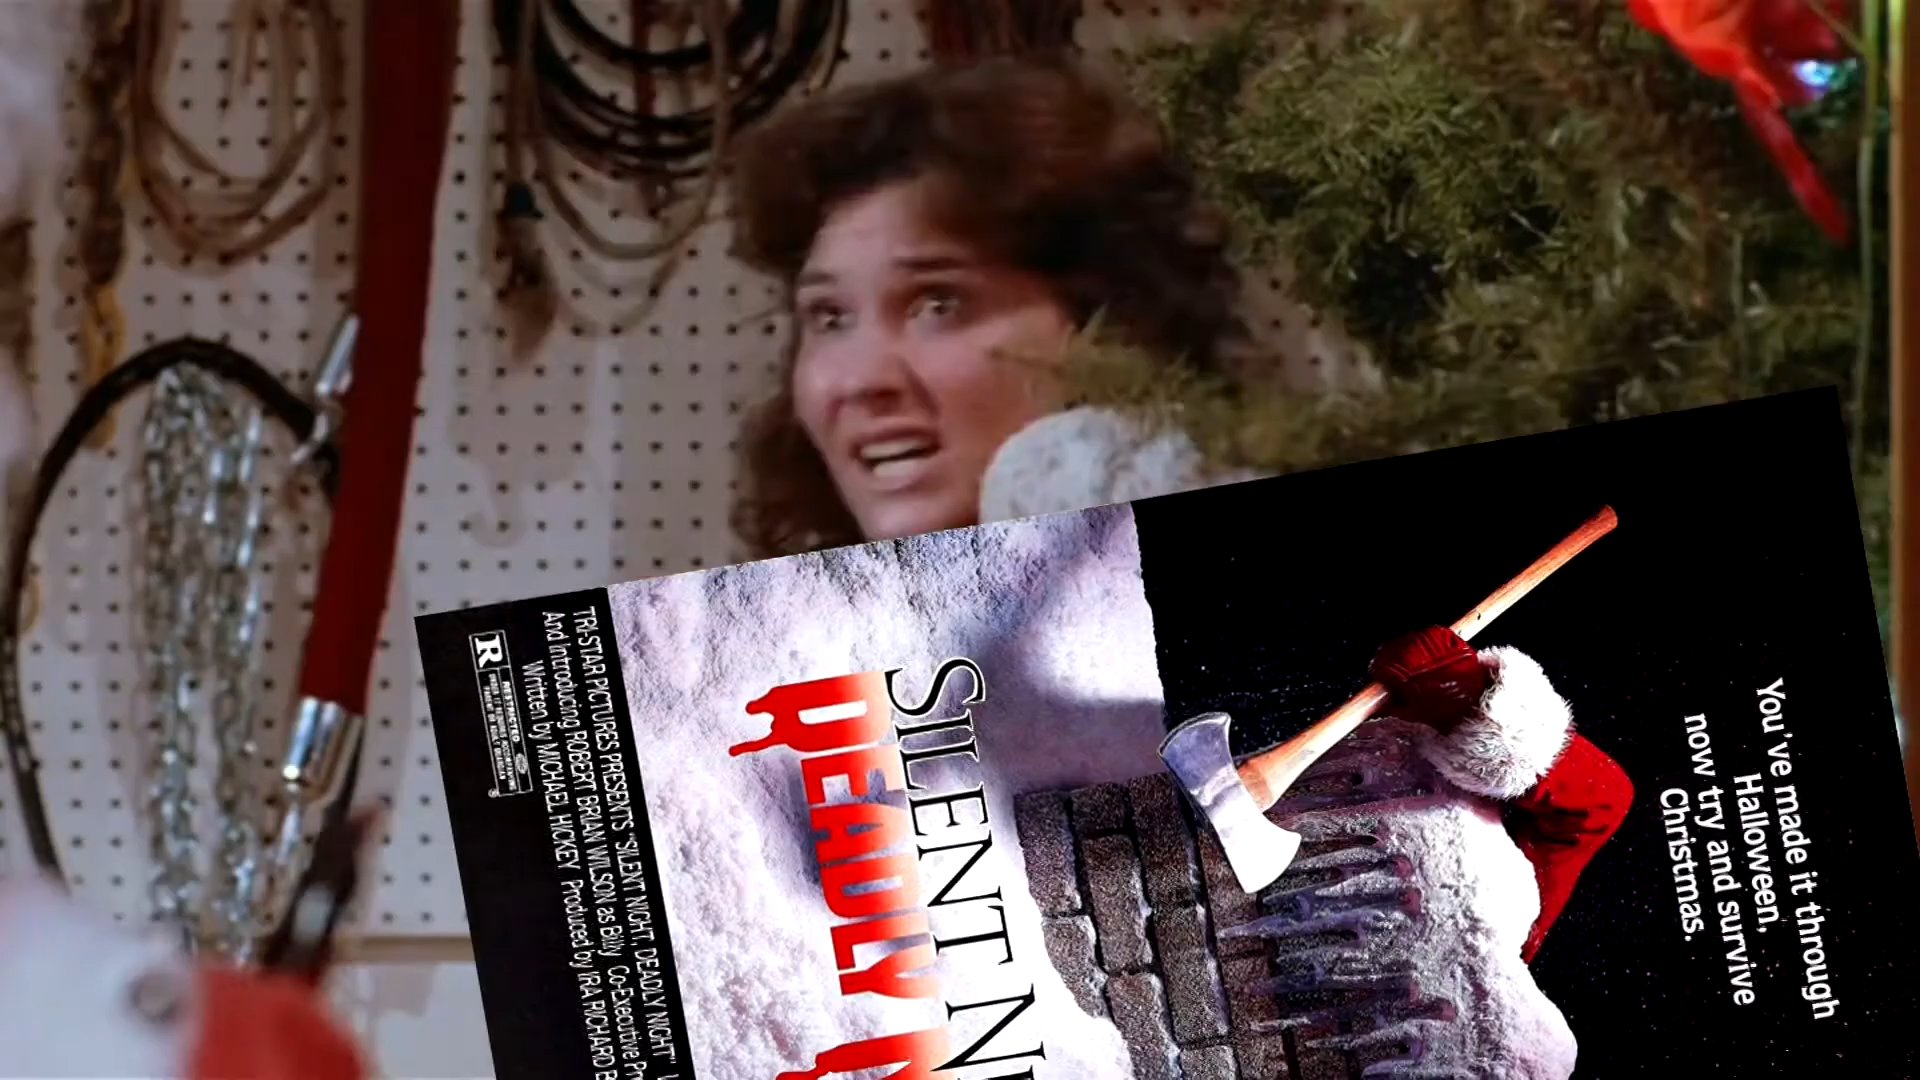 You've made it through
Halloween,
now try and survive
Christmas.
SILENT
DEADLY
TRI-STAR PICTURES PRESENTS "SILENT NIGHT, DEADLY NIGHT"
And Introducing ROBERT BRIAN WILSON as Billy Co-Executive
Written by MICHAEL HICKEY Produced by IRA RICHARD
R
RESTRICTED